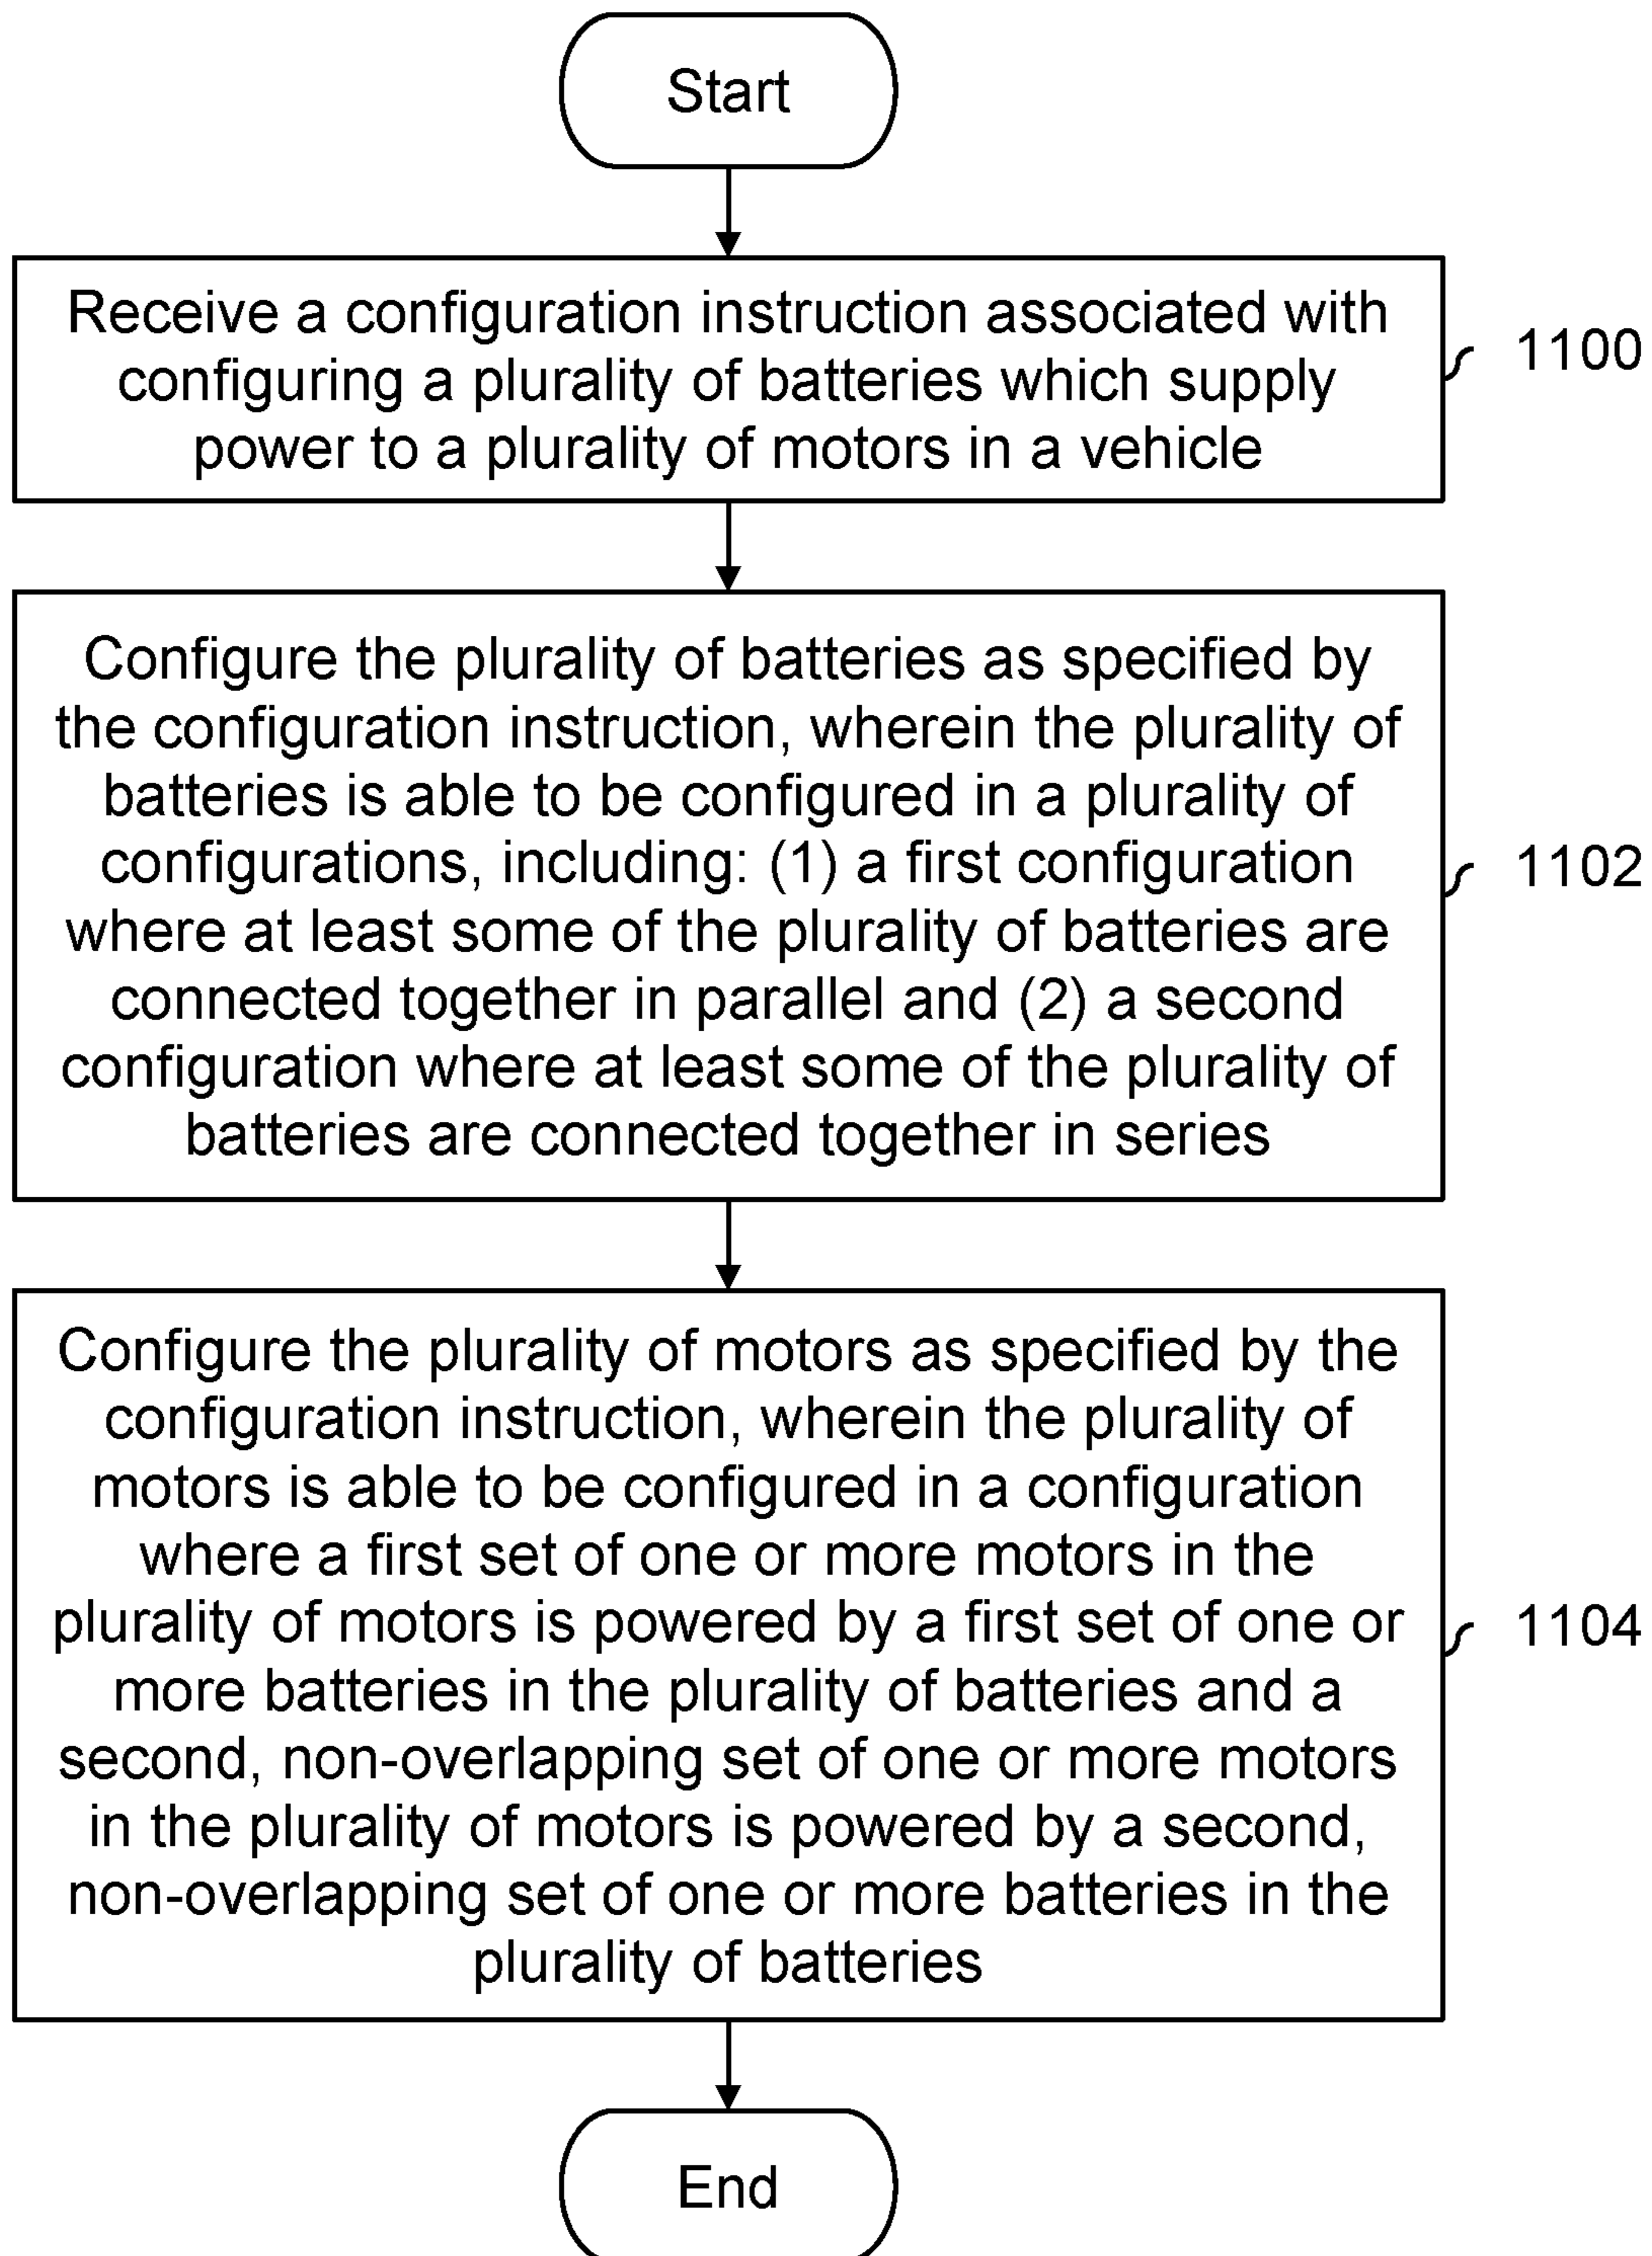 Start
Receive a configuration instruction associated with
configuring a plurality of batteries which supply
power to a plurality of motors in a vehicle
1100
Configure the plurality of batteries as specified by
the configuration instruction, wherein the plurality of
batteries is able to be configured in a plurality of
configurations, including: (1) a first configuration
where at least some of the plurality of batteries are
connected together in parallel and (2) a second
configuration where at least some of the plurality of
batteries are connected together in series
1102
Configure the plurality of motors as specified by the
configuration instruction, wherein the plurality of
motors is able to be configured in a configuration
where a first set of one or more motors in the
plurality of motors is powered by a first set of one or
more batteries in the plurality of batteries and a
second, non-overlapping set of one or more motors
in the plurality of motors is powered by a second,
non-overlapping set of one or more batteries in the
plurality of batteries
1104
End